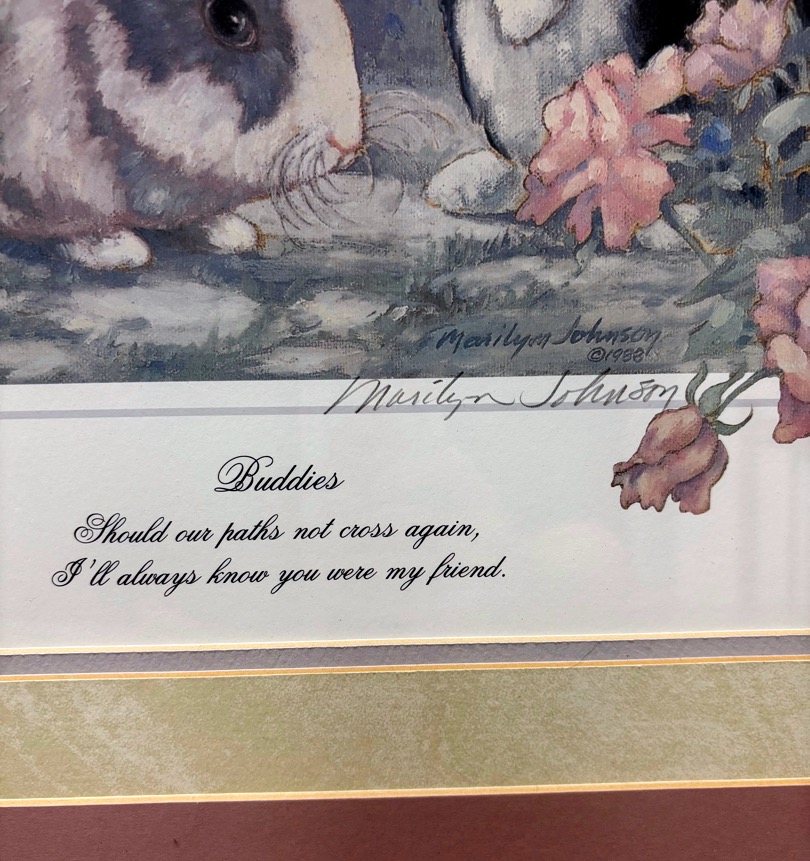 Marilyn Johnson
©1988
Marilyn Johnson
Buddies
Should our paths not cross again,
I'll always know you were my friend.